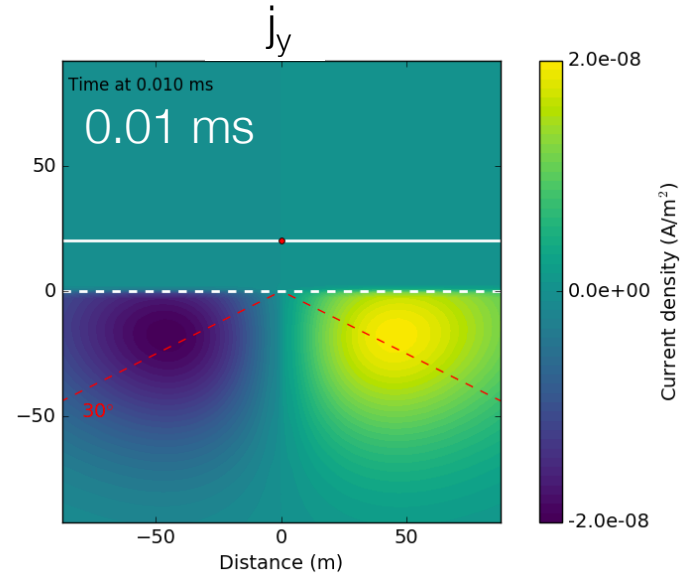 jy
Time at 0.010 ms
0.01 ms
50
0
−50
30°
−50
0
50
Distance (m)
2.0e-08
0.0e+00
-2.0e-08
Current density (A/m²)